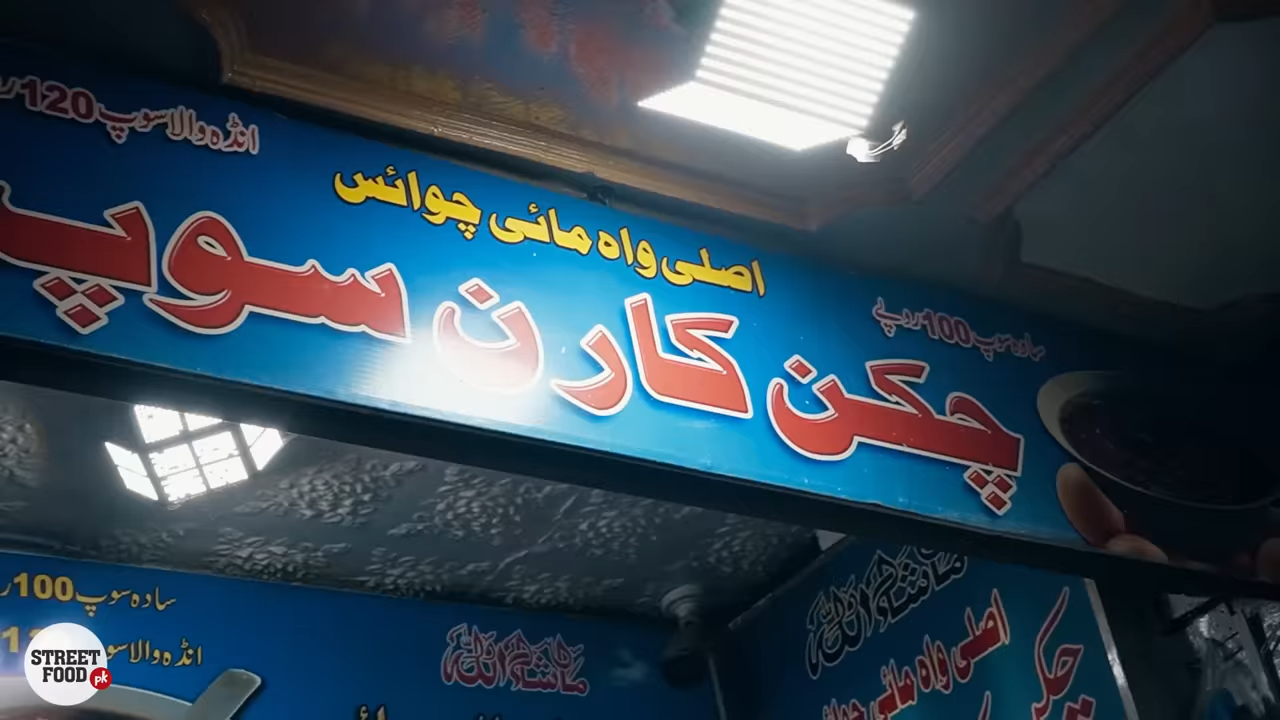 انڈہ والا سوپ 120
اصلی واہ مائی چوائس
سادہ سوپ 100 روپے
چکن کارن سوپ
سادہ سوپ 100
انڈہ والا سوپ
ماشاءاللہ
ماشاءاللہ
اصلی واہ مائی
چکن
STREET
FOOD pk